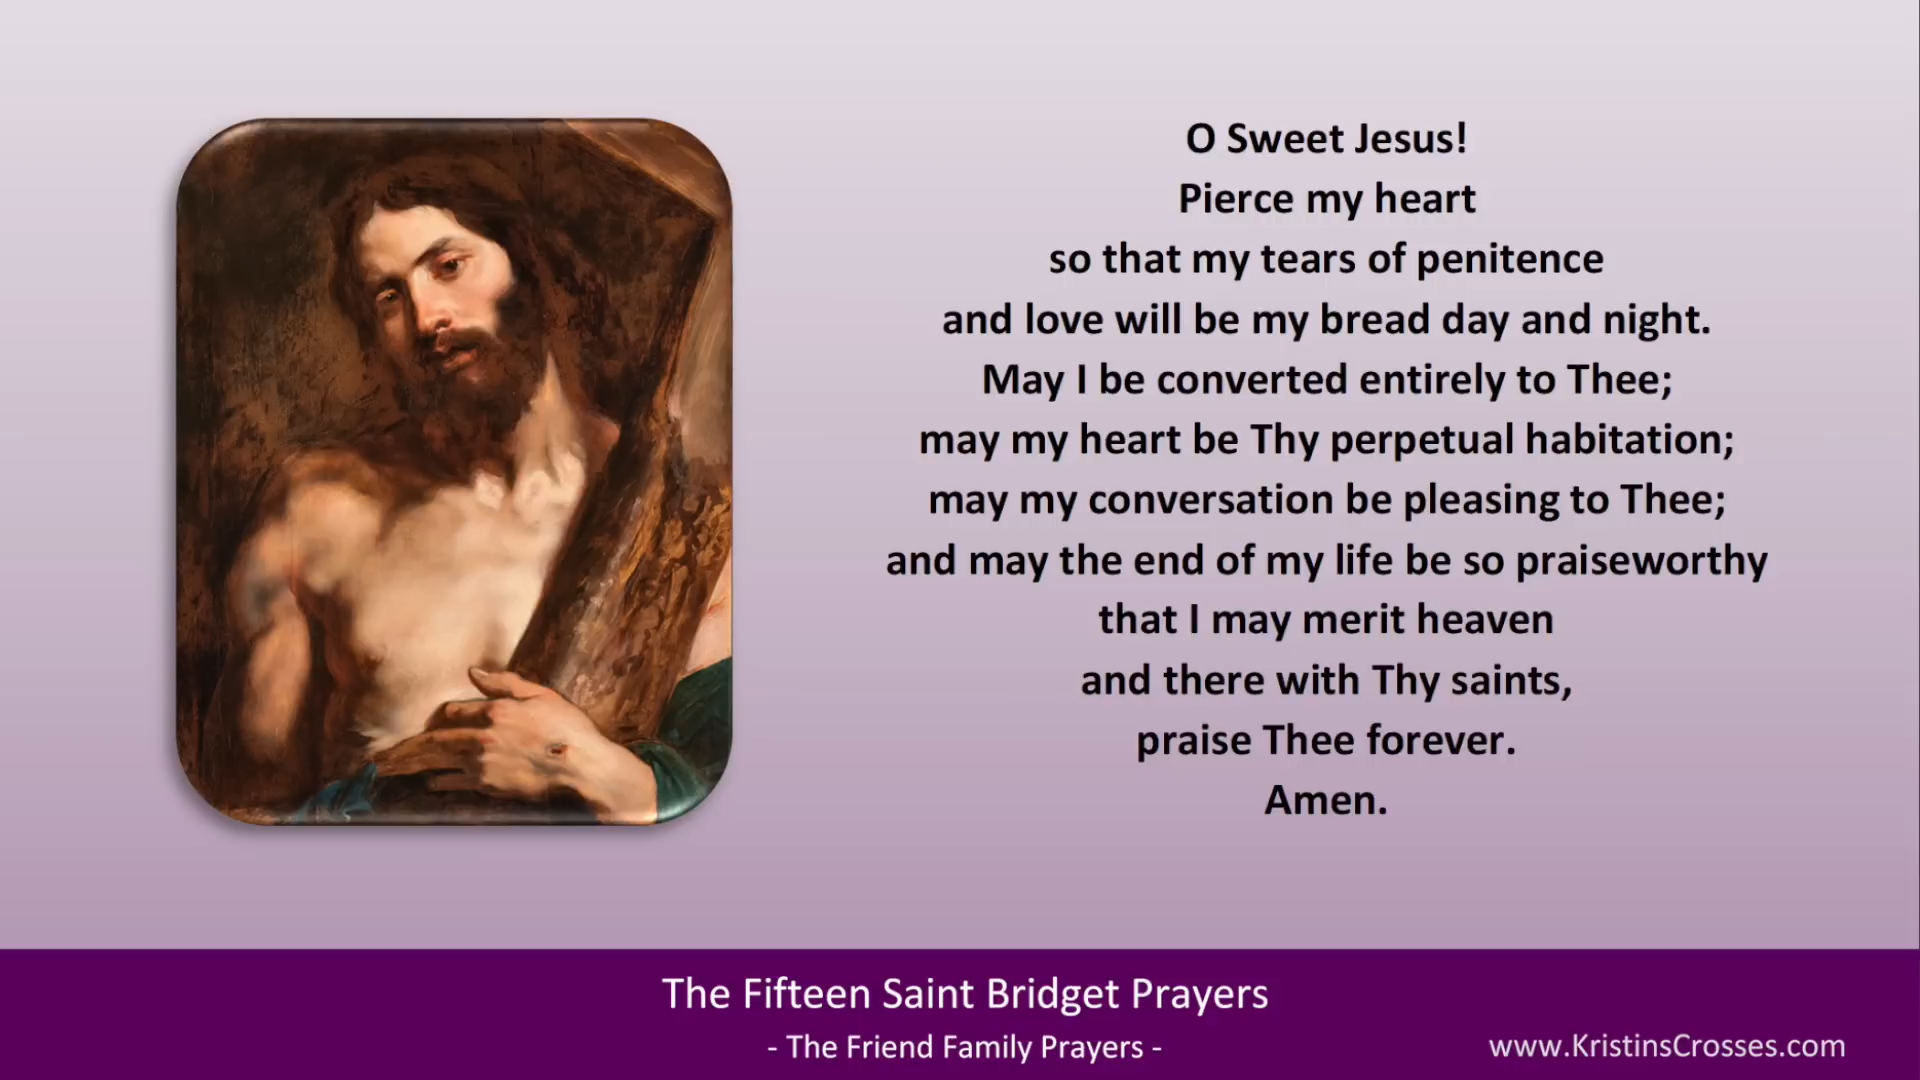 O Sweet Jesus!
Pierce my heart
so that my tears of penitence
and love will be my bread day and night.
May I be converted entirely to Thee;
may my heart be Thy perpetual habitation;
may my conversation be pleasing to Thee;
and may the end of my life be so praiseworthy
that I may merit heaven
and there with Thy saints,
praise Thee forever.
Amen.
The Fifteen Saint Bridget Prayers
- The Friend Family Prayers -
www.KristinsCrosses.com